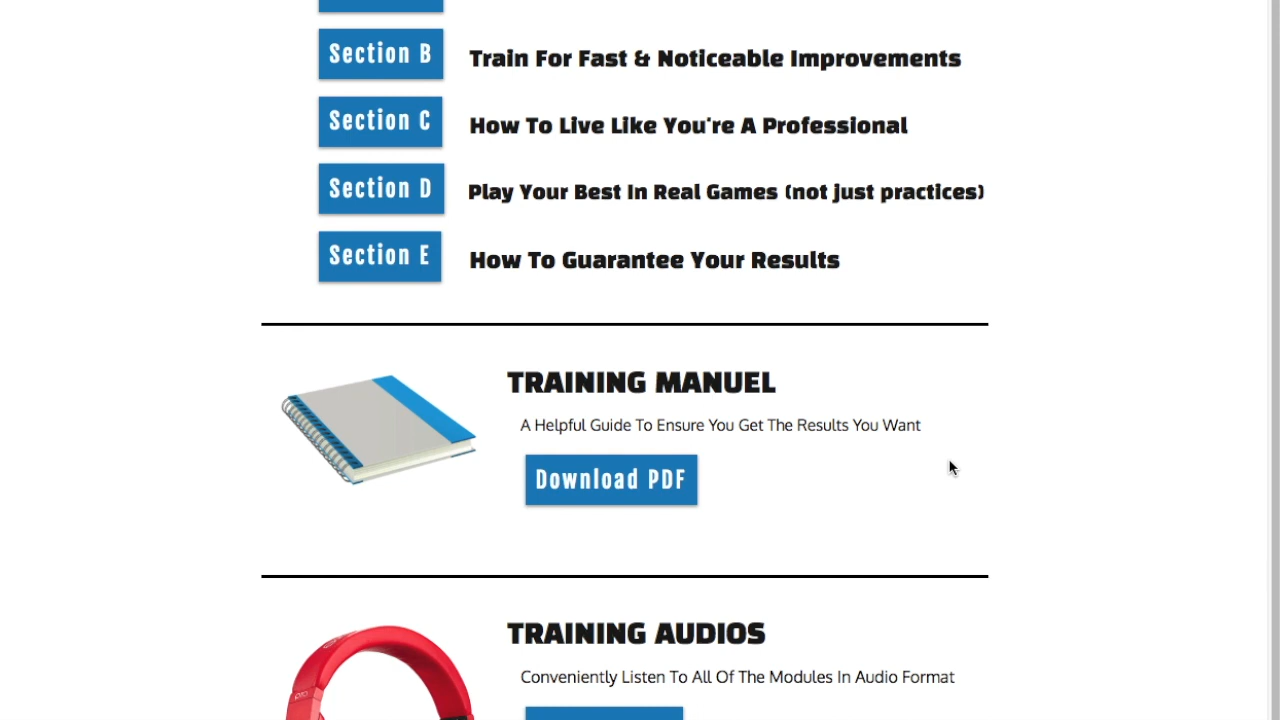 Section B
Train For Fast & Noticeable Improvements
Section C
How To Live Like You're A Professional
Section D
Play Your Best In Real Games (not just practices)
Section E
How To Guarantee Your Results
TRAINING MANUEL
A Helpful Guide To Ensure You Get The Results You Want
Download PDF
TRAINING AUDIOS
Conveniently Listen To All Of The Modules In Audio Format